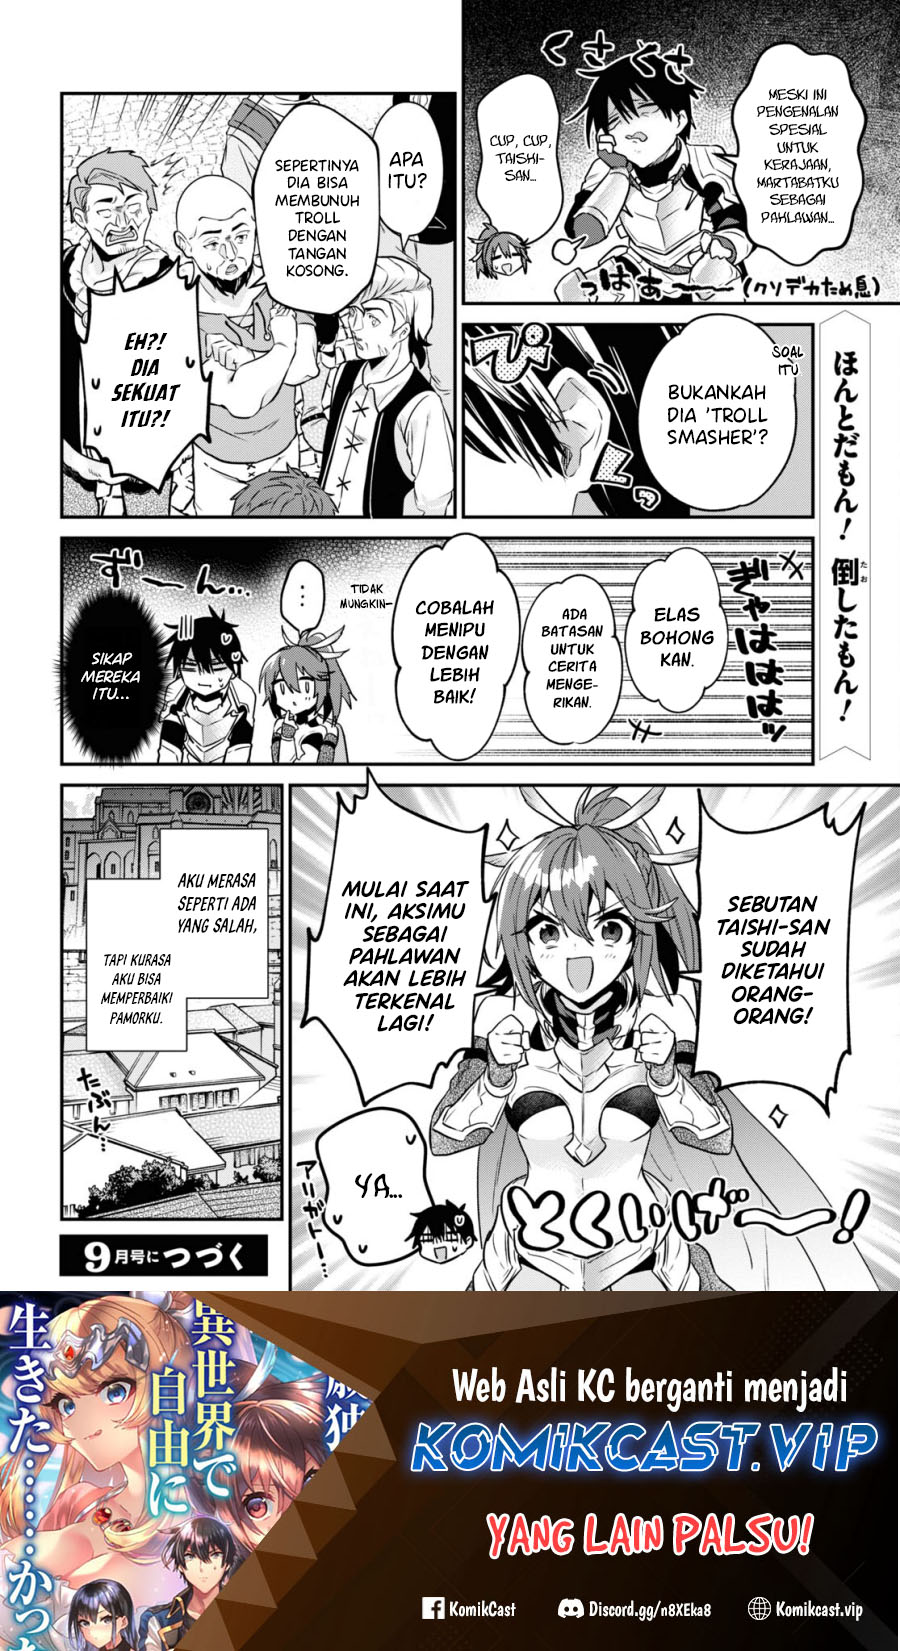 くさくさ
MESKI INI
PENGENALAN
SPESIAL
UNTUK
KERAJAAN,
MARTABATKU
SEBAGAI
PAHLAWAN...
CUP, CUP,
TAISHI-
SAN...
っはぁーーー(クソデカため息)
APA
ITU?
SEPERTINYA
DIA BISA
MEMBUNUH
TROLL
DENGAN
TANGAN
KOSONG.
EH?!
DIA
SEKUAT
ITU?!
SOAL
ITU
BUKANKAH
DIA 'TROLL
SMASHER'?
ぴ
クッ
ほんとだもん! 倒したもん!
たお
ぎゃはははッ
ELAS
BOHONG
KAN.
ADA
BATASAN
UNTUK
CERITA
MENGE-
RIKAN.
COBALAH
MENIPU
DENGAN
LEBIH
BAIK!
TIDAK
MUNGKIN-
...
ずーん...
SIKAP
MEREKA
ITU...
SEBUTAN
TAISHI-SAN
SUDAH
DIKETAHUI
ORANG-
ORANG!
MULAI SAAT
INI, AKSIMU
SEBAGAI
PAHLAWAN
AKAN LEBIH
TERKENAL
LAGI!
とくいげ〜!
YA...
アリガトー...
AKU MERASA
SEPERTI ADA
YANG SALAH,
TAPI KURASA
AKU BISA
MEMPERBAIKI
PAMORKU.
たぶん...
9月号につづく
異世界で
自由に
生きた......かっ
Web Asli KC berganti menjadi
KOMIKCAST.VIP
YANG LAIN PALSU!
KomikCast
Discord.gg/n8XEka8
Komikcast.vip